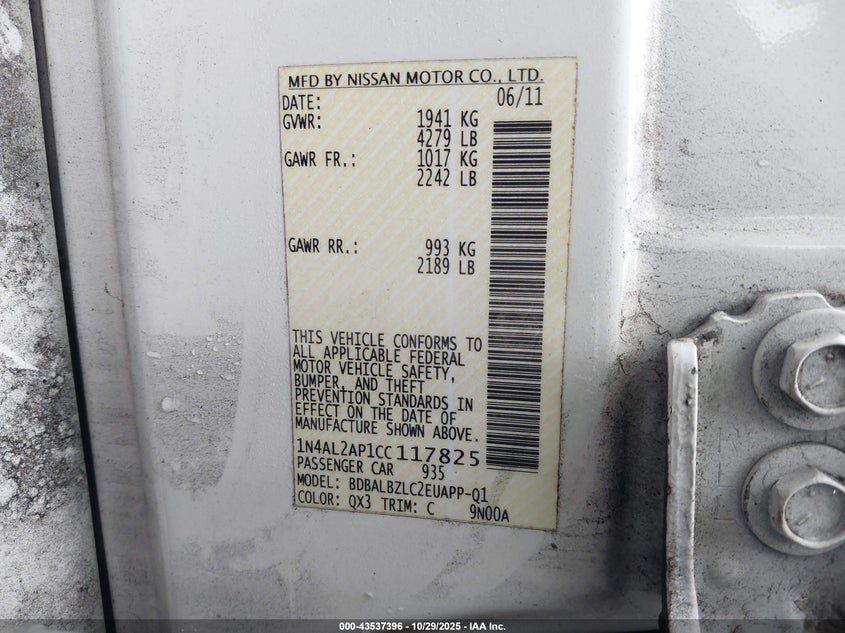 MFD BY NISSAN MOTOR CO., LTD.
DATE: 06/11
GVWR: 1941 KG
4279 LB
GAWR FR.: 1017 KG
2242 LB
GAWR RR.: 993 KG
2189 LB
THIS VEHICLE CONFORMS TO
ALL APPLICABLE FEDERAL
MOTOR VEHICLE SAFETY,
BUMPER, AND THEFT
PREVENTION STANDARDS IN
EFFECT ON THE DATE OF
MANUFACTURE SHOWN ABOVE.
1N4AL2AP1CC117825
PASSENGER CAR 935
MODEL: BDBALBZLC2EUAPP-Q1
COLOR: QX3 TRIM: C 9N00A
000-43537396 - 10/29/2025 - IAA Inc.